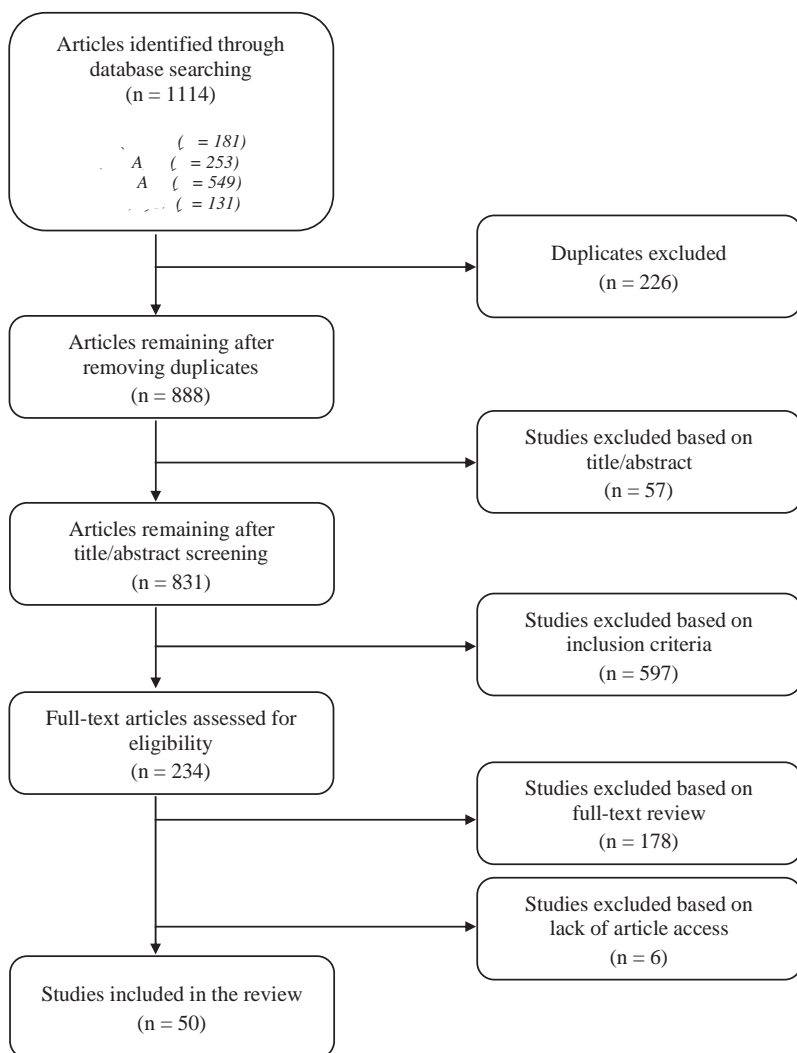 Articles identified through
database searching
(n = 1114)
( = 181)
A ( = 253)
A ( = 549)
( = 131)
Duplicates excluded
(n = 226)
Articles remaining after
removing duplicates
(n = 888)
Studies excluded based on
title/abstract
(n = 57)
Articles remaining after
title/abstract screening
(n = 831)
Studies excluded based on
inclusion criteria
(n = 597)
Full-text articles assessed for
eligibility
(n = 234)
Studies excluded based on
full-text review
(n = 178)
Studies excluded based on
lack of article access
(n = 6)
Studies included in the review
(n = 50)